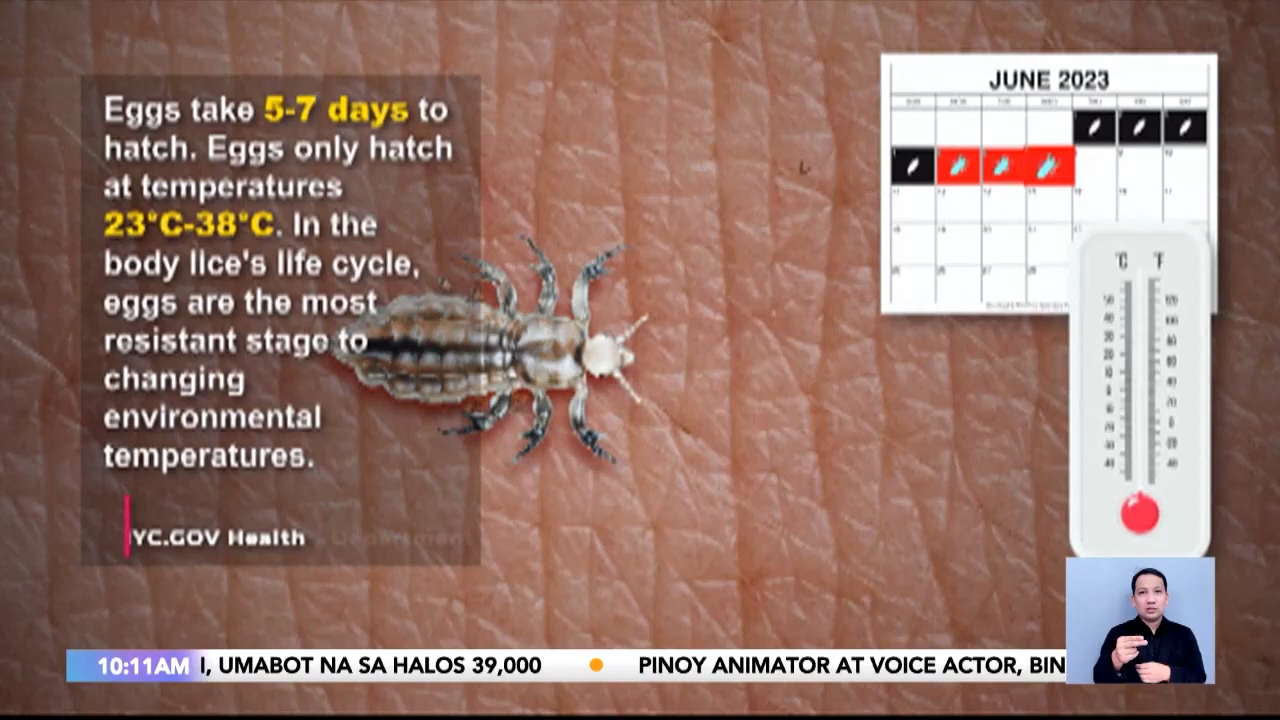 Eggs take 5-7 days to
hatch. Eggs only hatch
at temperatures
23°C-38°C. In the
body lice's life cycle,
eggs are the most
resistant stage to
changing
environmental
temperatures.
YC.GOV Health Department
JUNE 2023
°C °F
10:11AM I, UMABOT NA SA HALOS 39,000 • PINOY ANIMATOR AT VOICE ACTOR, BIN